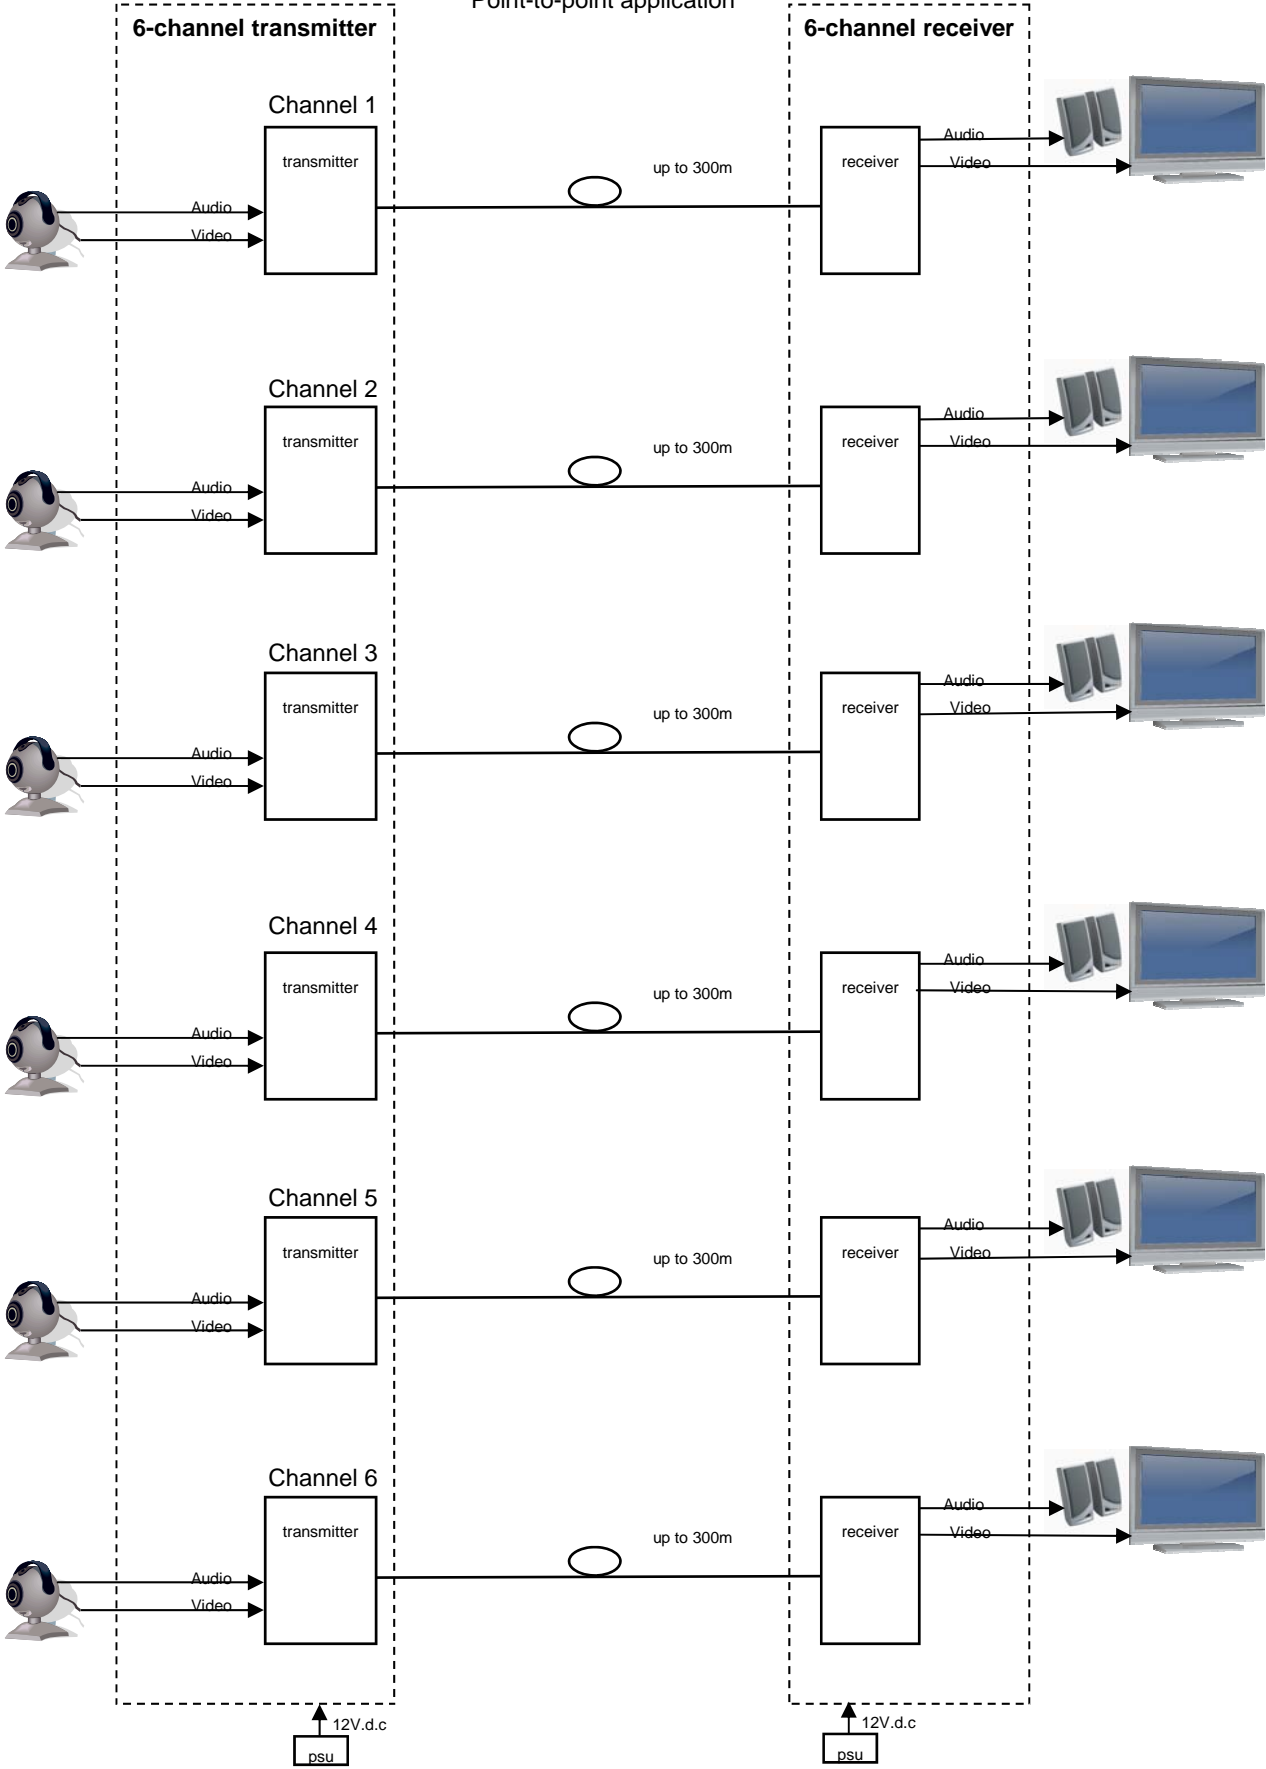 Point-to-point application
6-channel transmitter
6-channel receiver
Channel 1
transmitter
up to 300m
receiver
Audio
Video
Audio
Video
Channel 2
transmitter
up to 300m
receiver
Audio
Video
Audio
Video
Channel 3
transmitter
up to 300m
receiver
Audio
Video
Audio
Video
Channel 4
transmitter
up to 300m
receiver
Audio
Video
Audio
Video
Channel 5
transmitter
up to 300m
receiver
Audio
Video
Audio
Video
Channel 6
transmitter
up to 300m
receiver
Audio
Video
Audio
Video
12V.d.c
psu
12V.d.c
psu